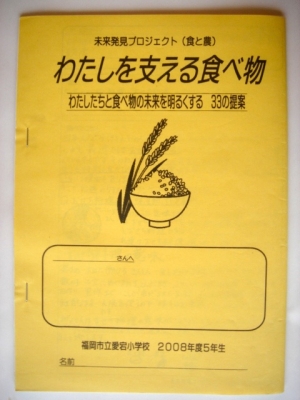 未来発見プロジェクト（食と農）
わたしを支える食べ物
わたしたちと食べ物の未来を明るくする 33の提案
さんへ
福岡市立愛宕小学校 2008年度5年生
名前